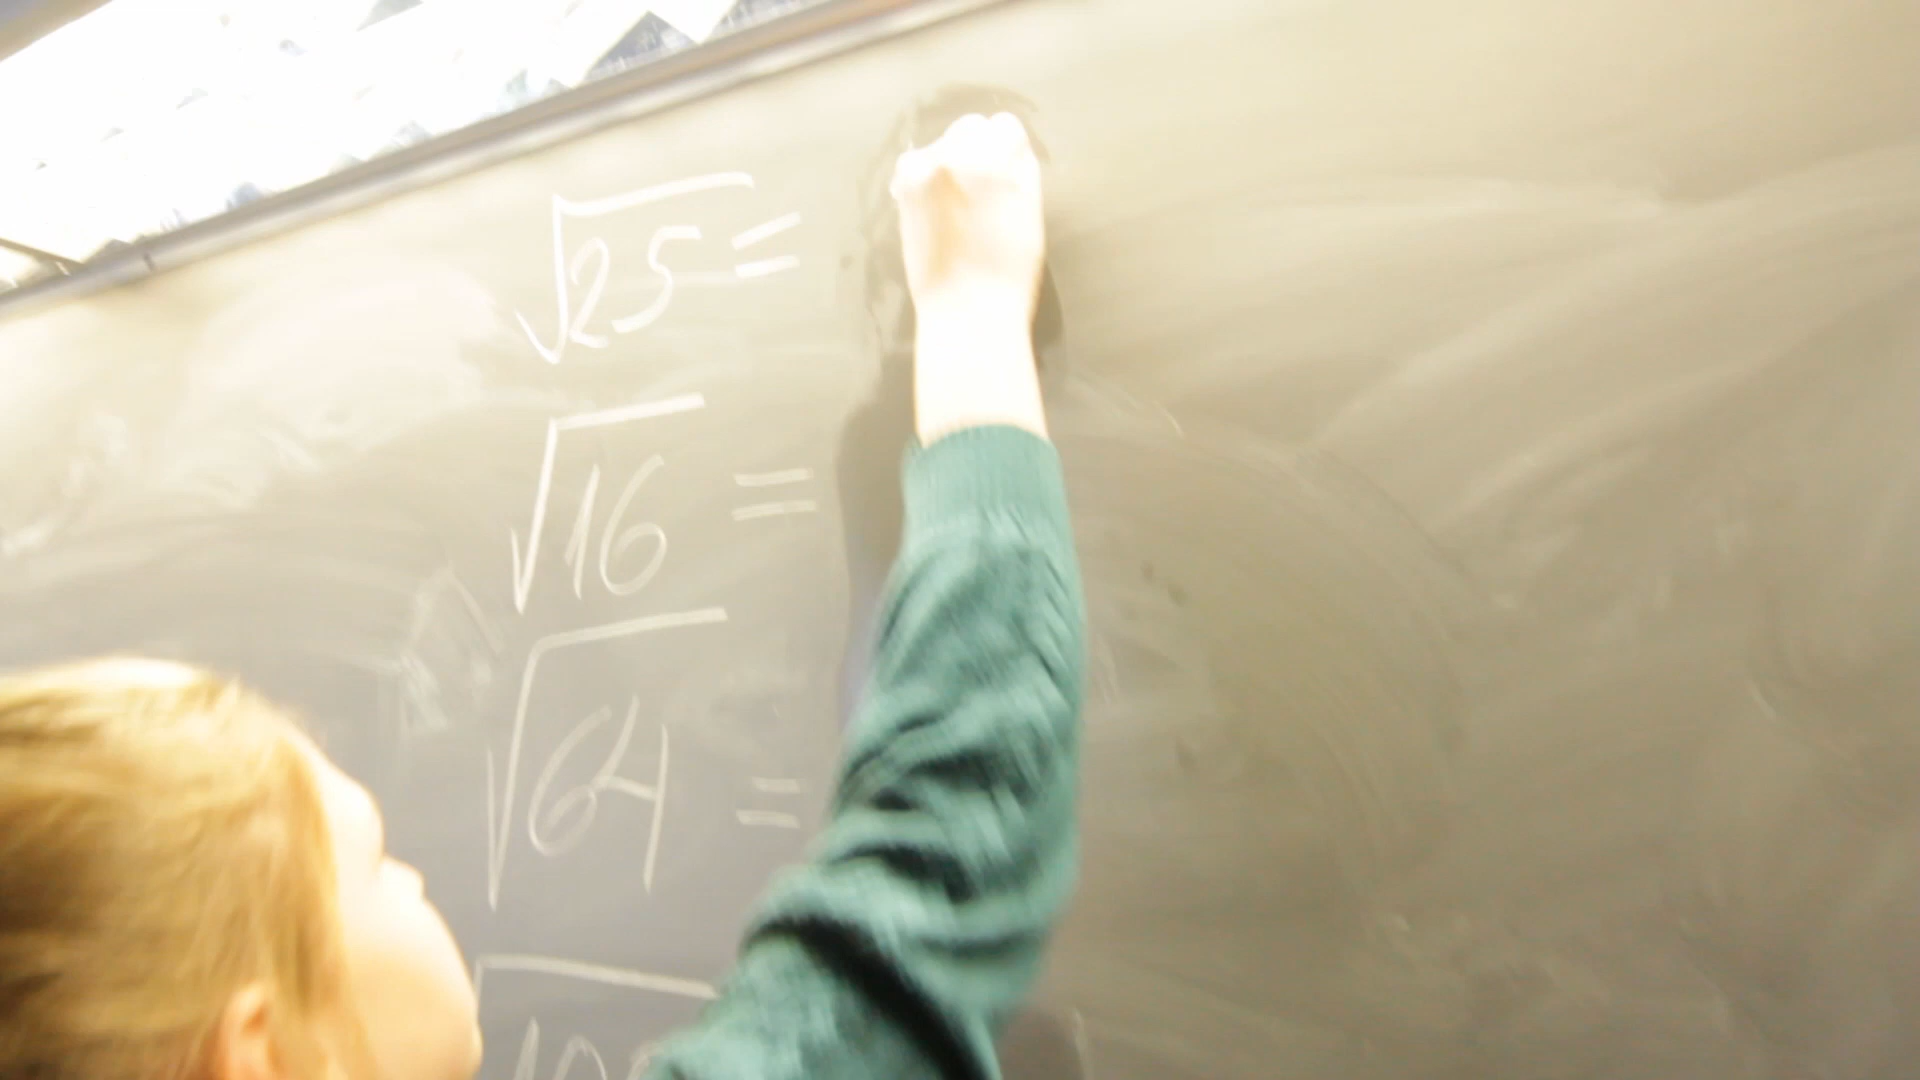 √25 =
√16 =
√64 =